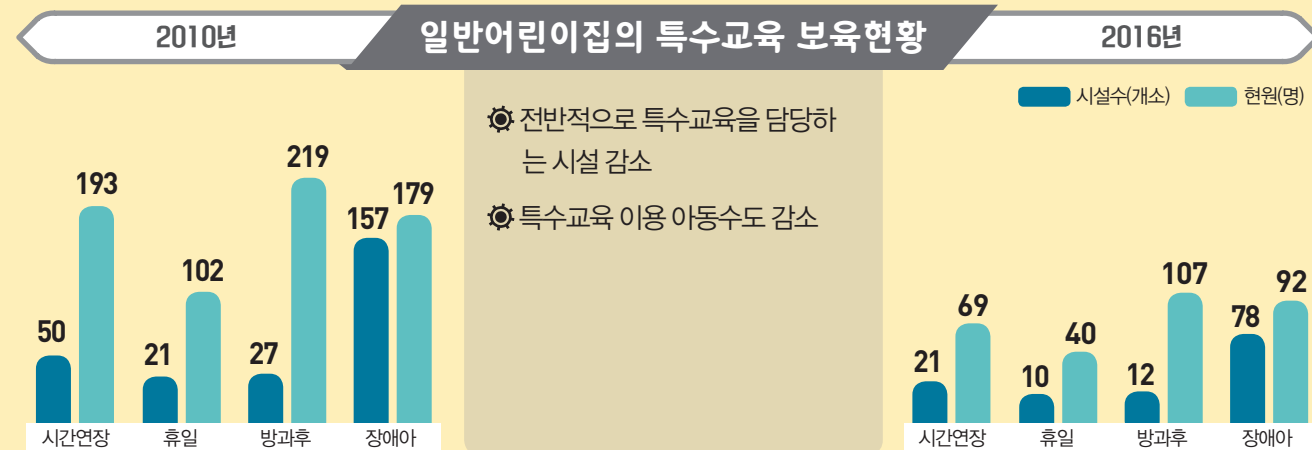 2010년
일반어린이집의 특수교육 보육현황
2016년
시설수(개소) 현원(명)
전반적으로 특수교육을 담당하
는 시설 감소
특수교육 이용 아동수도 감소
50 193 21 102 27 219 157 179
시간연장 휴일 방과후 장애아
21 69 10 40 12 107 78 92
시간연장 휴일 방과후 장애아